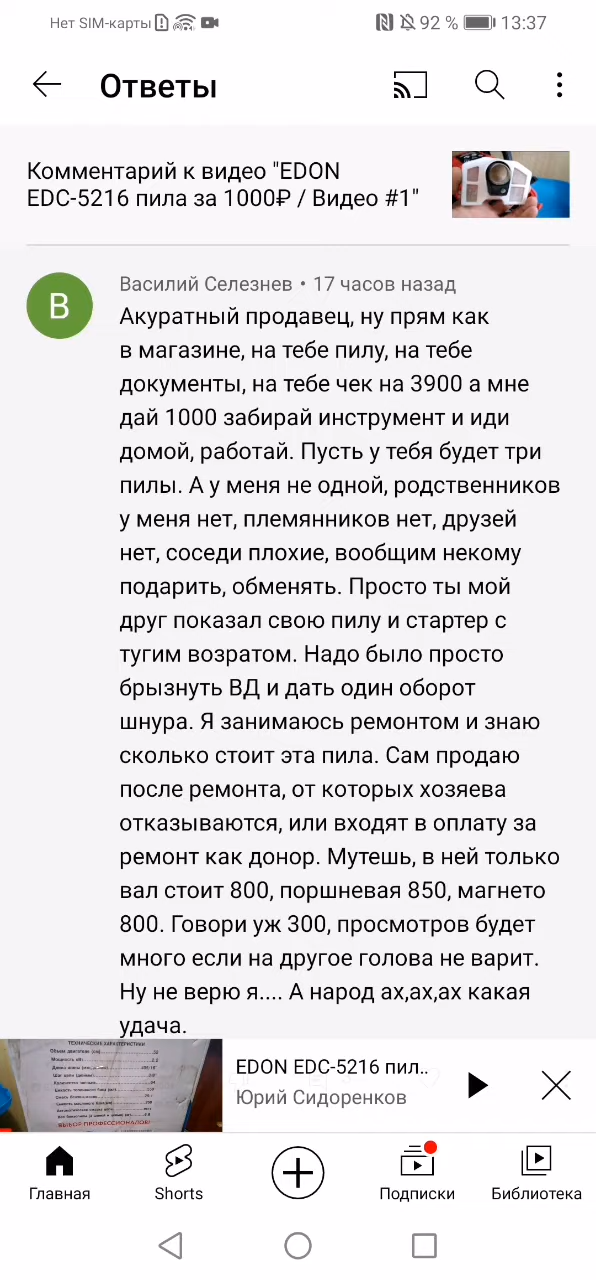 Нет SIM-карты 92 % 13:37
Ответы
Комментарий к видео "EDON
EDC-5216 пила за 1000₽ / Видео #1"
В
Василий Селезнев • 17 часов назад
Акуратный продавец, ну прям как
в магазине, на тебе пилу, на тебе
документы, на тебе чек на 3900 а мне
дай 1000 забирай инструмент и иди
домой, работай. Пусть у тебя будет три
пилы. А у меня не одной, родственников
у меня нет, племянников нет, друзей
нет, соседи плохие, вообщим некому
подарить, обменять. Просто ты мой
друг показал свою пилу и стартер с
тугим возратом. Надо было просто
брызнуть ВД и дать один оборот
шнура. Я занимаюсь ремонтом и знаю
сколько стоит эта пила. Сам продаю
после ремонта, от которых хозяева
отказываются, или входят в оплату за
ремонт как донор. Мутешь, в ней только
вал стоит 800, поршневая 850, магнето
800. Говори уж 300, просмотров будет
много если на другое голова не варит.
Ну не верю я.... А народ ах,ах,ах какая
удача.
ТЕХНИЧЕСКИЕ ХАРАКТЕРИСТИКИ
ВЫБОР ПРОФЕССИОНАЛОВ!
EDON EDC-5216 пил..
Юрий Сидоренков
Главная
Shorts
Подписки
Библиотека